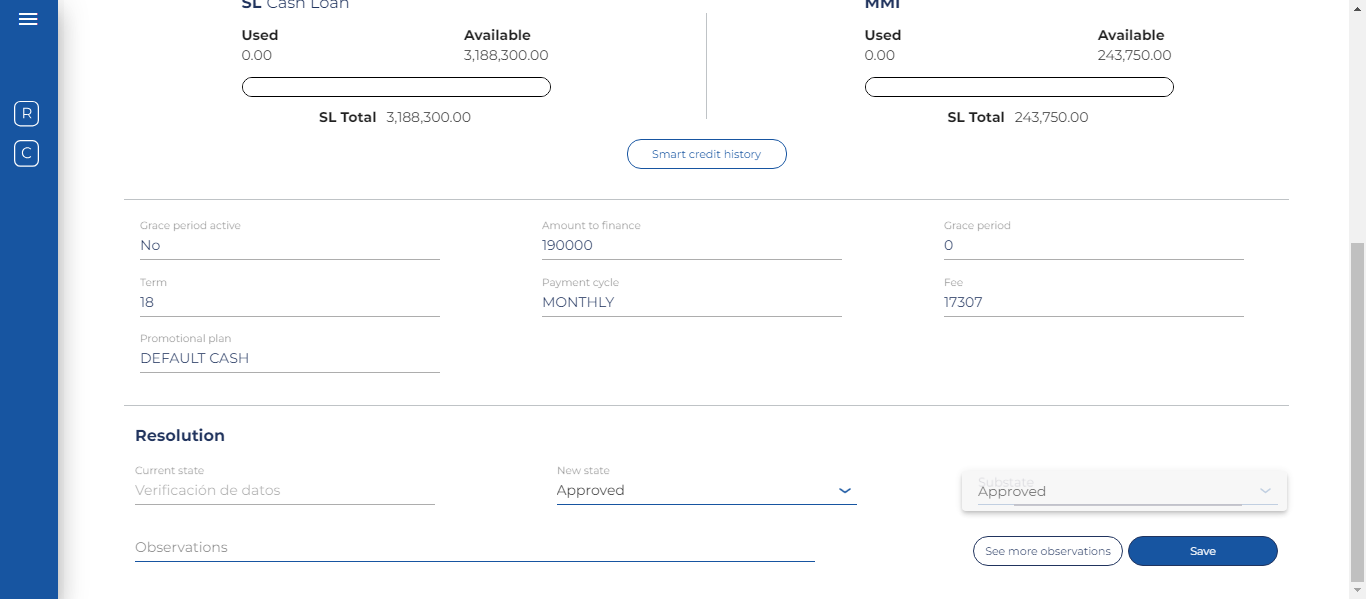 SL Cash Loan
MMI
Used
Available
Used
Available
0.00
3,188,300.00
0.00
243,750.00
SL Total 3,188,300.00
SL Total 243,750.00
R
C
Smart credit history
Grace period active
Amount to finance
Grace period
No
190000
0
Term
Payment cycle
Fee
18
MONTHLY
17307
Promotional plan
DEFAULT CASH
Resolution
Current state
New state
Substate
Verificación de datos
Approved
Approved
Observations
See more observations
Save